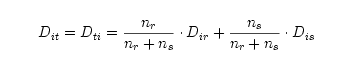 D_{it} = D_{ti} = \frac{n_r}{n_r + n_s} \cdot D_{ir} + \frac{n_s}{n_r + n_s} \cdot D_{is}